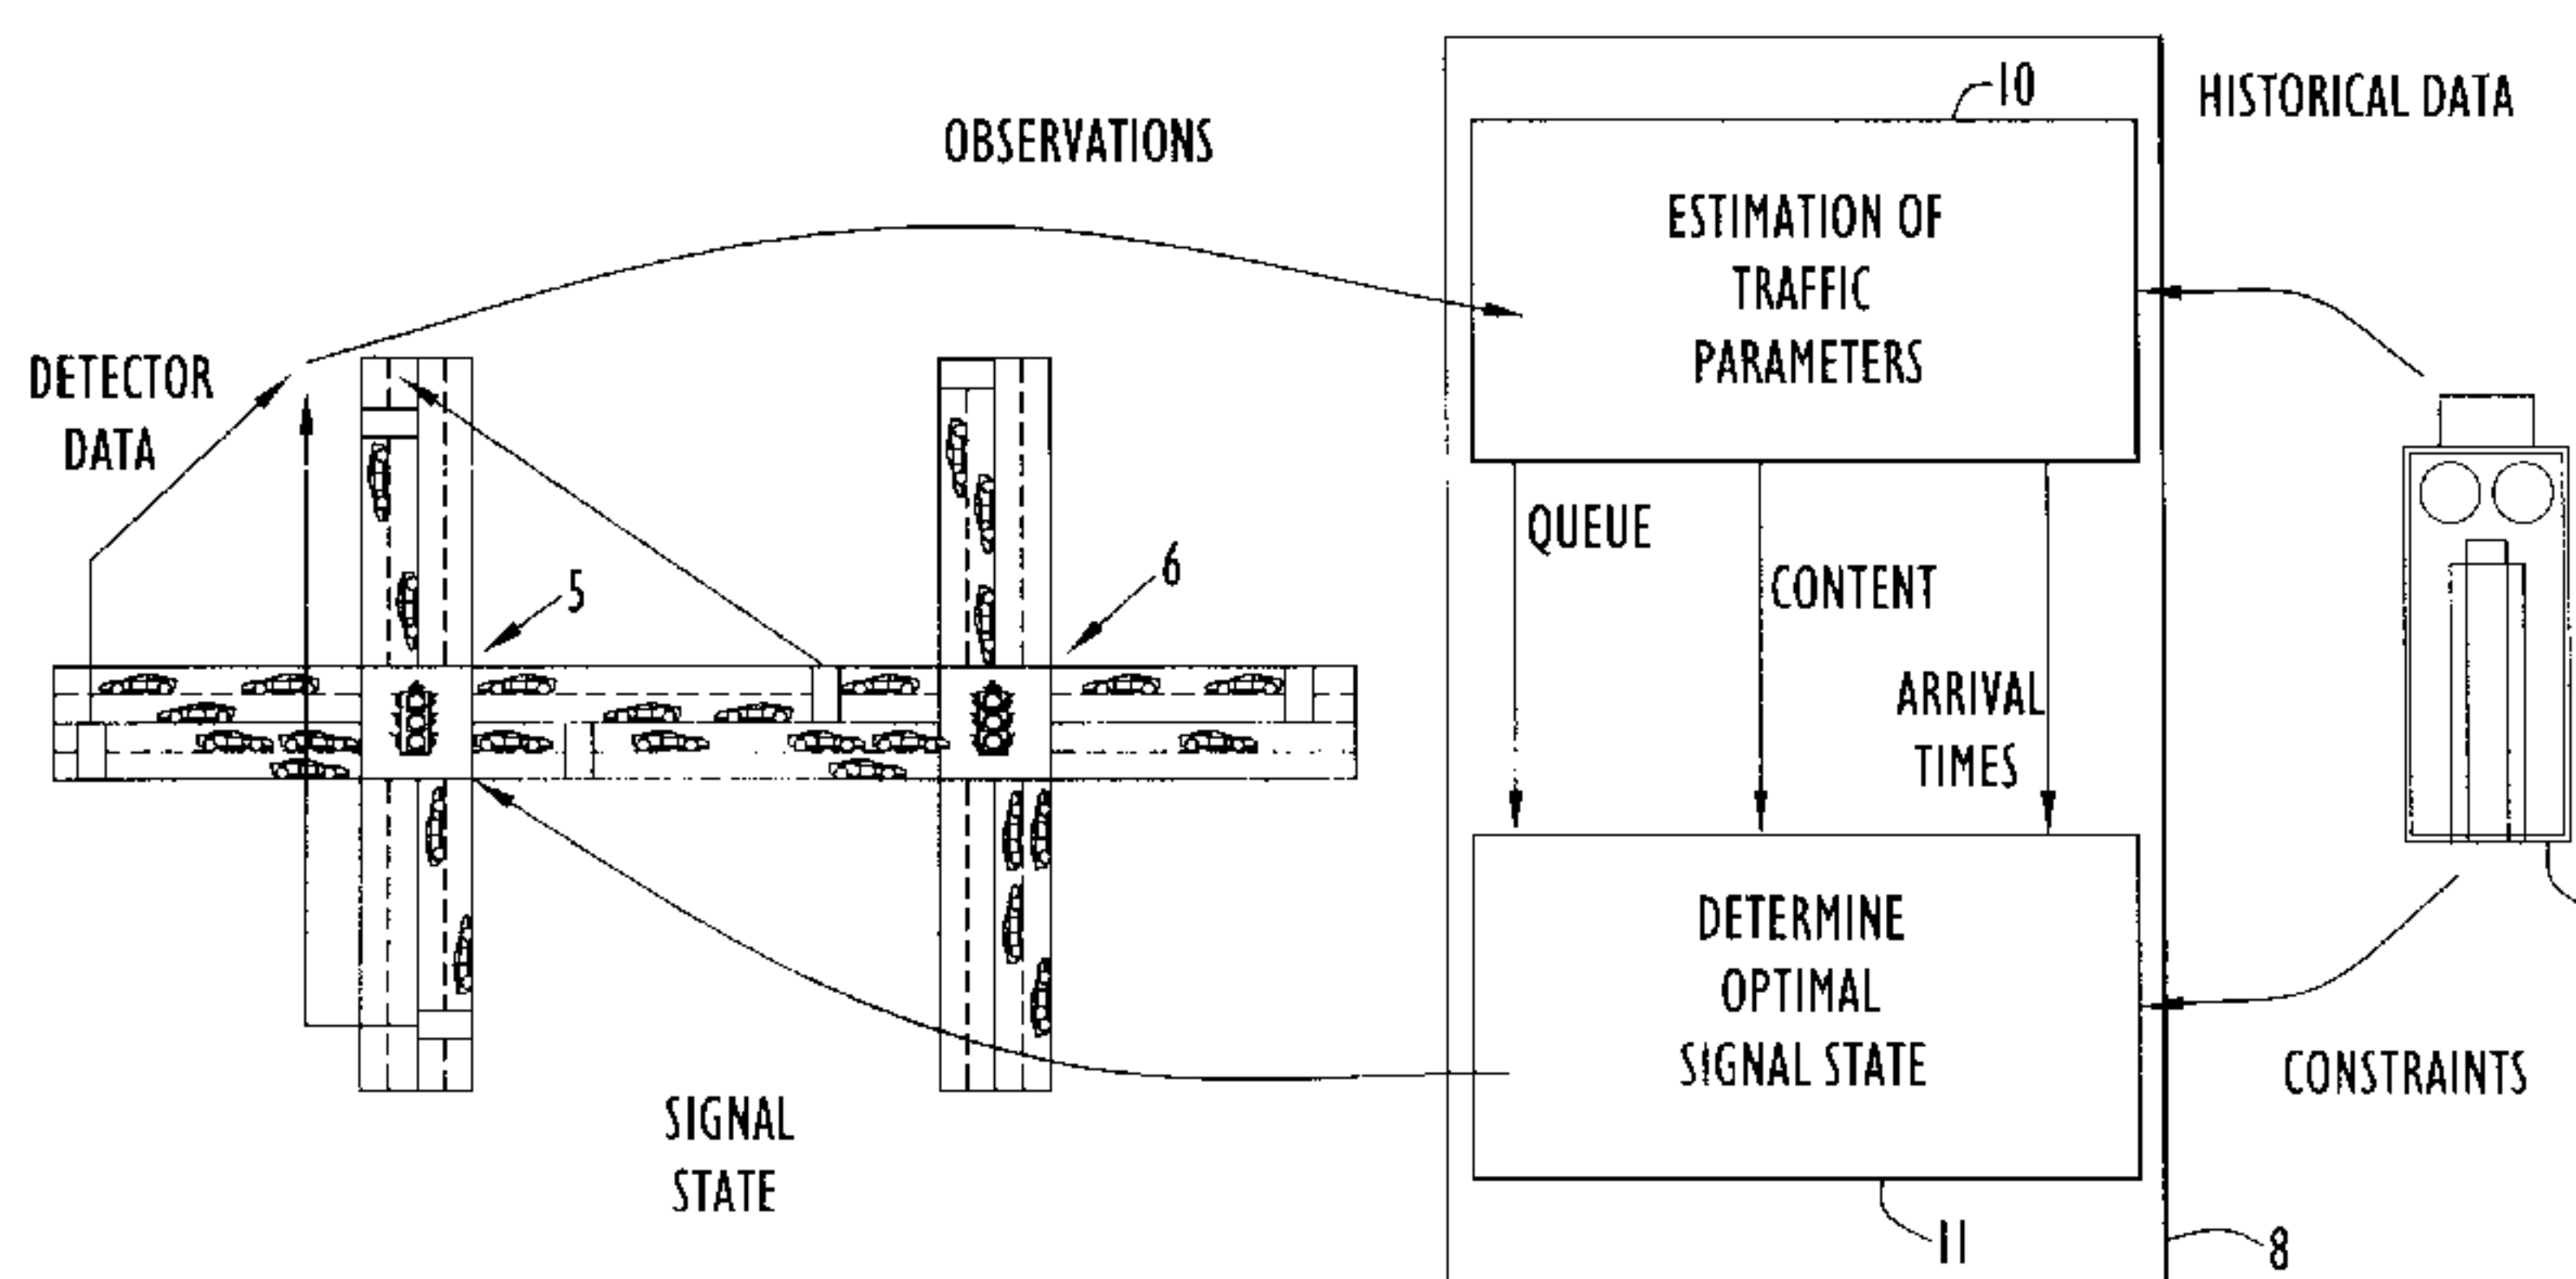 10
HISTORICAL DATA
OBSERVATIONS
ESTIMATION OF
TRAFFIC
PARAMETERS
DETECTOR
DATA
QUEUE
CONTENT
ARRIVAL
TIMES
5
6
DETERMINE
OPTIMAL
SIGNAL STATE
CONSTRAINTS
SIGNAL
STATE
11
8